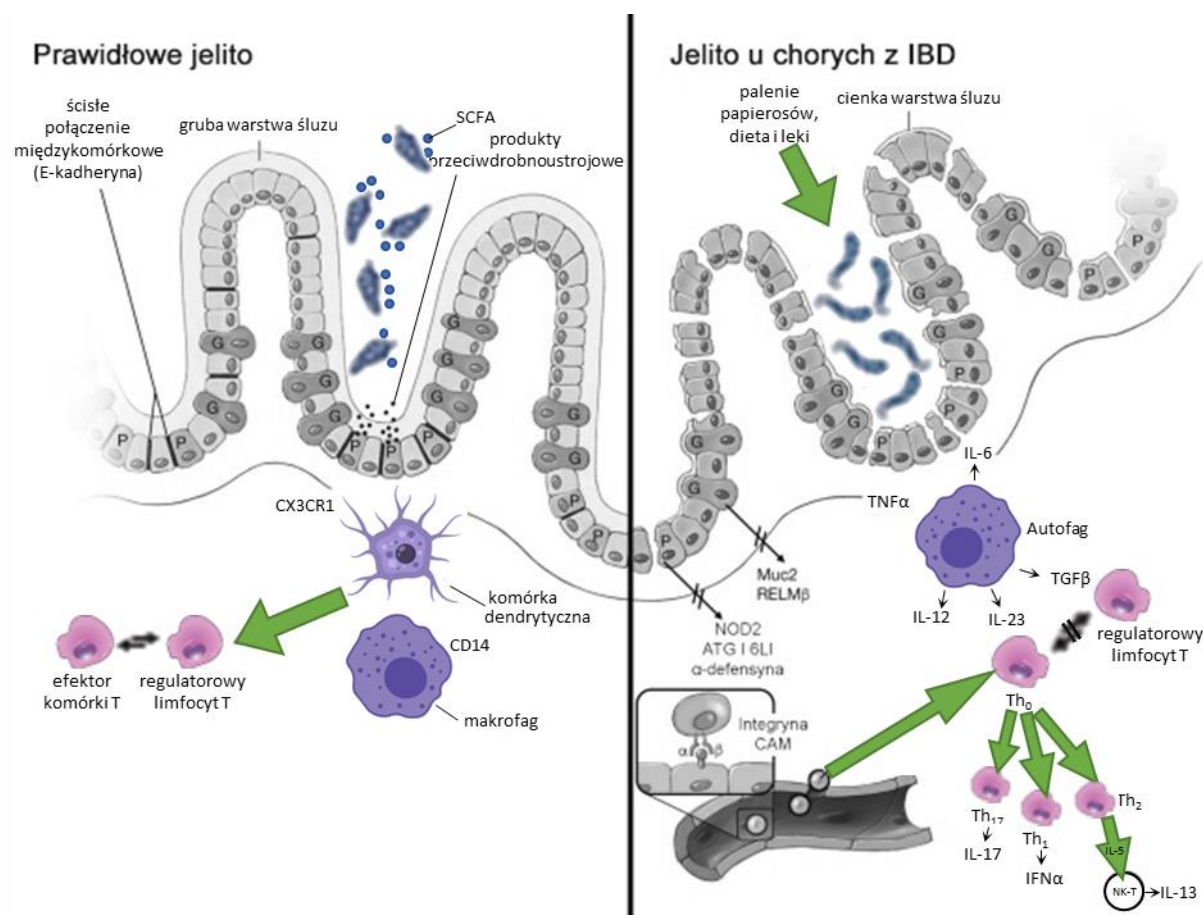 Prawidłowe jelito
ścisłe
połączenie
międzykomórkowe
(E-kadheryna)
gruba warstwa śluzu
SCFA
produkty
przeciwdrobnoustrojowe
G
G
G
G
G
G
G
G
G
G
P
P
P
P
P
P
CX3CR1
komórka
dendrytyczna
CD14
makrofag
efektor
komórki T
regulatorowy
limfocyt T
Jelito u chorych z IBD
palenie
papierosów,
dieta i leki
cienka warstwa śluzu
G
G
G
G
G
G
G
G
P
P
P
P
P
IL-6
TNFα
Autofag
TGFβ
IL-12
IL-23
regulatorowy
limfocyt T
Muc2
RELMβ
NOD2
ATG I 6LI
α-defensyna
Integryna
CAM
α
β
Th0
Th17
IL-17
Th1
IFNα
Th2
IL-5
NK-T
IL-13